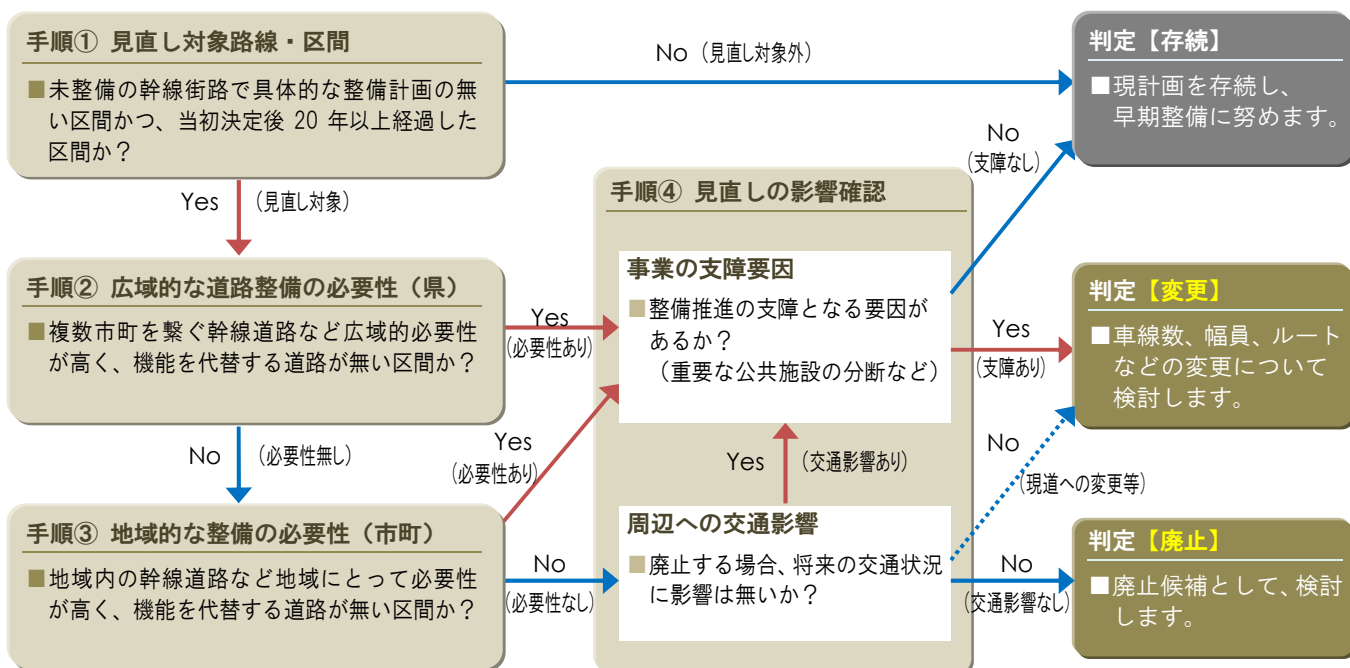 手順① 見直し対象路線・区間
■未整備の幹線街路で具体的な整備計画の無
い区間かつ、当初決定後 20 年以上経過した
区間か？
No（見直し対象外）
判定【存続】
■現計画を存続し、
早期整備に努めます。
Yes（見直し対象）
No
（支障なし）
手順④ 見直しの影響確認
手順② 広域的な道路整備の必要性（県）
■複数市町を繋ぐ幹線道路など広域的必要性
が高く、機能を代替する道路が無い区間か？
Yes
（必要性あり）
事業の支障要因
■整備推進の支障となる要因が
あるか？
（重要な公共施設の分断など）
Yes
（支障あり）
判定【変更】
■車線数、幅員、ルート
などの変更について
検討します。
No（必要性無し）
Yes
（必要性あり）
Yes（交通影響あり）
No
（現道への変更等）
手順③ 地域的な整備の必要性（市町）
■地域内の幹線道路など地域にとって必要性
が高く、機能を代替する道路が無い区間か？
No
（必要性なし）
周辺への交通影響
■廃止する場合、将来の交通状況
に影響は無いか？
No
（交通影響なし）
判定【廃止】
■廃止候補として、検討
します。